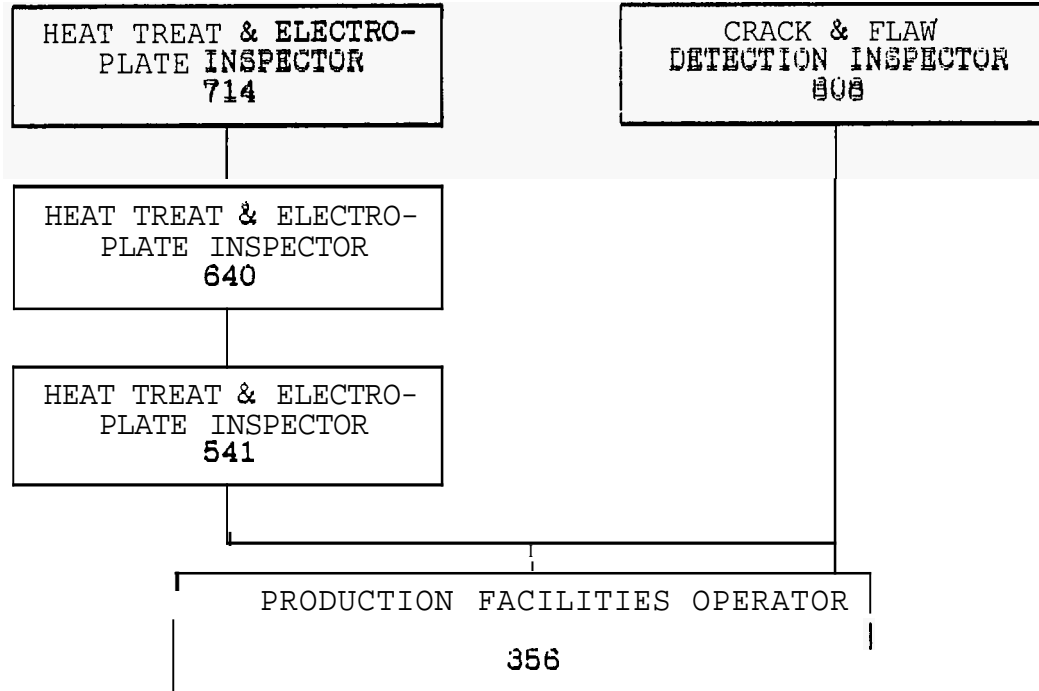 HEAT TREAT & ELECTRO-
PLATE INSPECTOR
714
CRACK & FLAW
DETECTION INSPECTOR
808
HEAT TREAT & ELECTRO-
PLATE INSPECTOR
640
HEAT TREAT & ELECTRO-
PLATE INSPECTOR
541
PRODUCTION FACILITIES OPERATOR
356